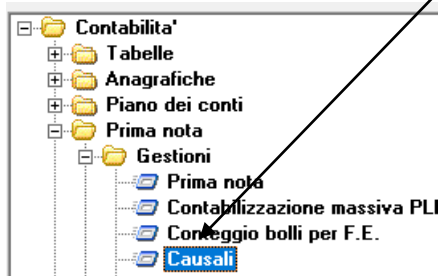 Contabilita'
Tabelle
Anagrafiche
Piano dei conti
Prima nota
Gestioni
Prima nota
Contabilizzazione massiva PLI
Conteggio bolli per F.E.
Causali